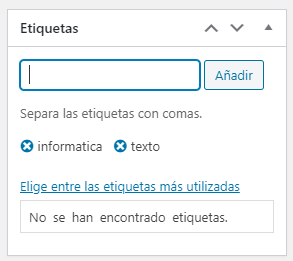 Etiquetas
Añadir
Separa las etiquetas con comas.
informatica texto
Elige entre las etiquetas más utilizadas
No se han encontrado etiquetas.